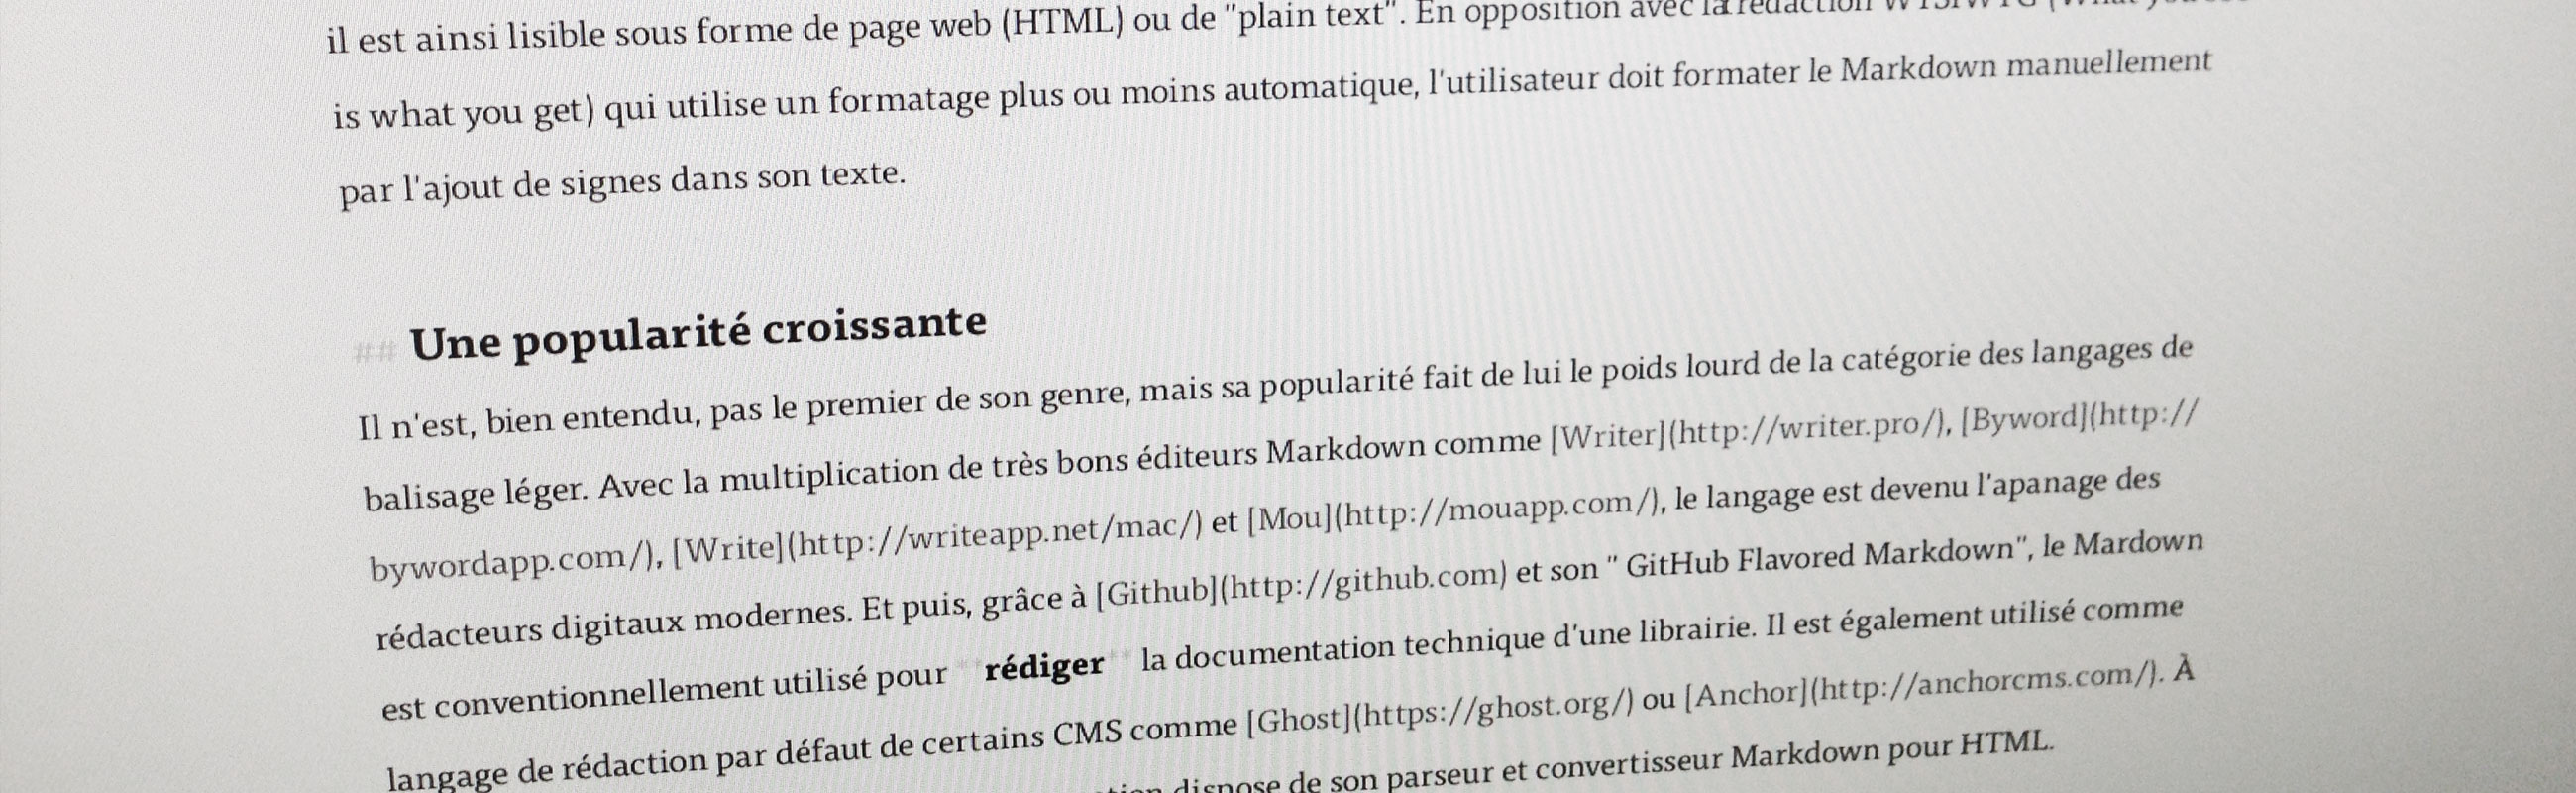 il est ainsi lisible sous forme de page web (HTML) ou de "plain text". En opposition avec la rédaction
is what you get) qui utilise un formatage plus ou moins automatique, l'utilisateur doit formater le Markdown manuellement
par l'ajout de signes dans son texte.
## Une popularité croissante
Il n'est, bien entendu, pas le premier de son genre, mais sa popularité fait de lui le poids lourd de la catégorie des langages de
balisage léger. Avec la multiplication de très bons éditeurs Markdown comme [Writer](http://writer.pro/), [Byword](http://
bywordapp.com/), [Write](http://writeapp.net/mac/) et [Mou](http://mouapp.com/), le langage est devenu l'apanage des
rédacteurs digitaux modernes. Et puis, grâce à [Github](http://github.com) et son " GitHub Flavored Markdown", le Mardown
est conventionnellement utilisé pour **rédiger** la documentation technique d'une librairie. Il est également utilisé comme
langage de rédaction par défaut de certains CMS comme [Ghost](https://ghost.org/) ou [Anchor](http://anchorcms.com/). À
dispose de son parseur et convertisseur Markdown pour HTML.